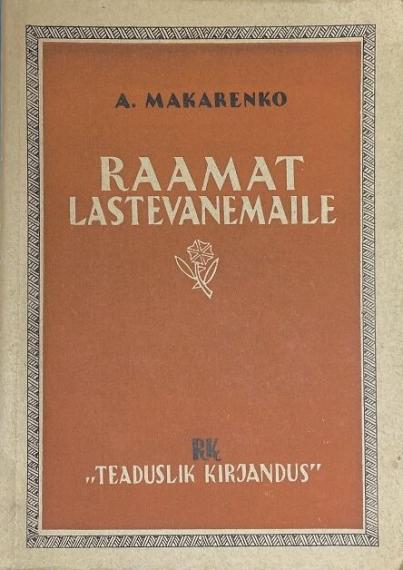 A. MAKARENKO
RAAMAT
LASTEVANEMAILE
RK
„TEADUSLIK KIRJANDUS”